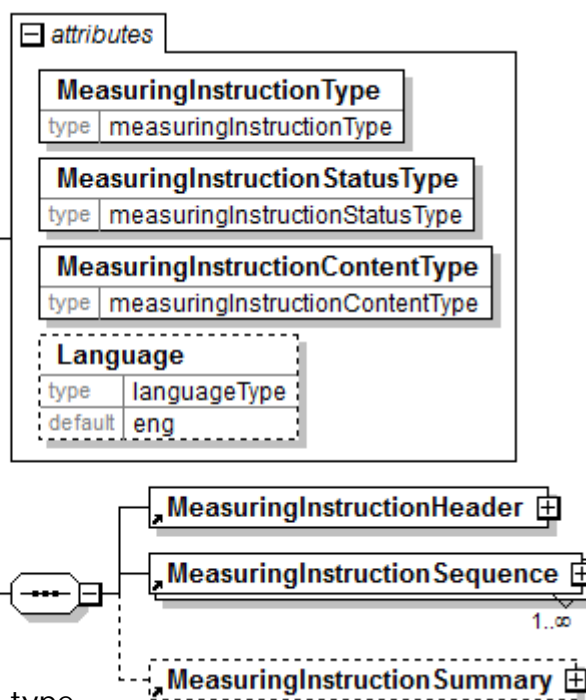 attributes
MeasuringInstructionType
type measuringInstructionType
MeasuringInstructionStatusType
type measuringInstructionStatusType
MeasuringInstructionContentType
type measuringInstructionContentType
Language
type languageType
default eng
MeasuringInstructionHeader
MeasuringInstructionSequence
1..∞
MeasuringInstructionSummary
type